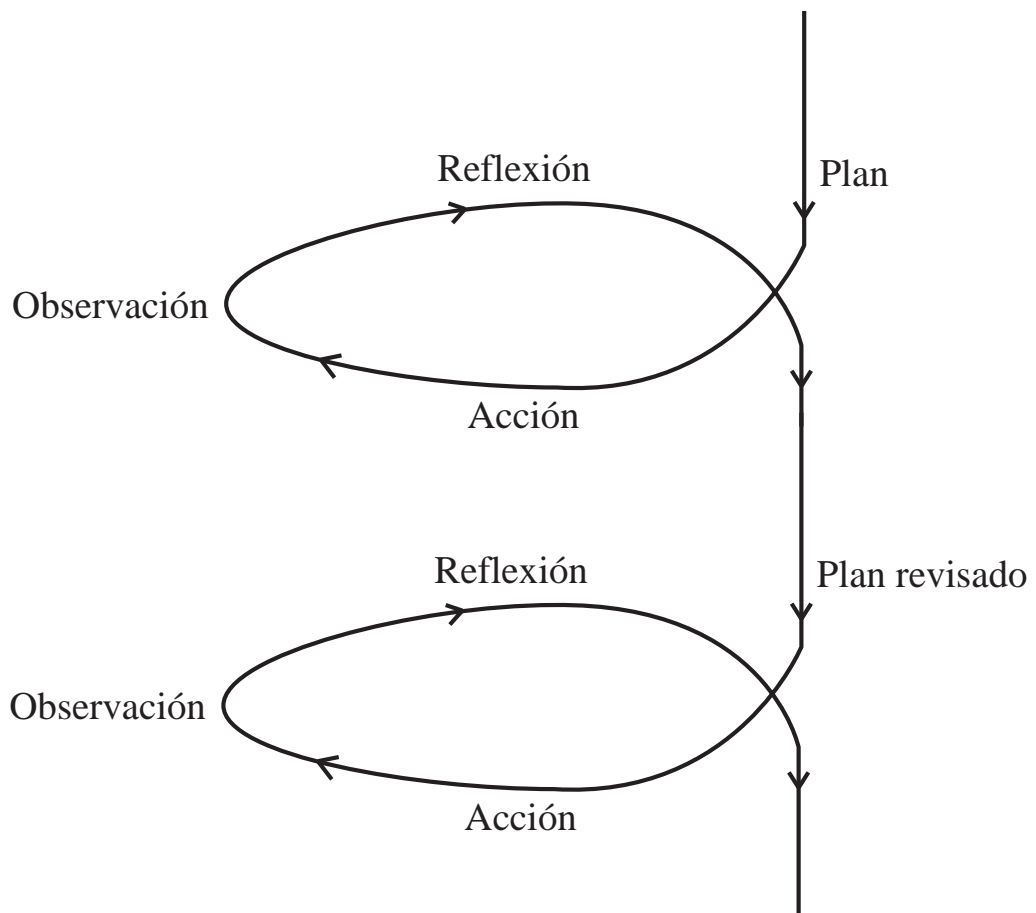 Reflexión
Plan
Observación
Acción
Reflexión
Plan revisado
Observación
Acción